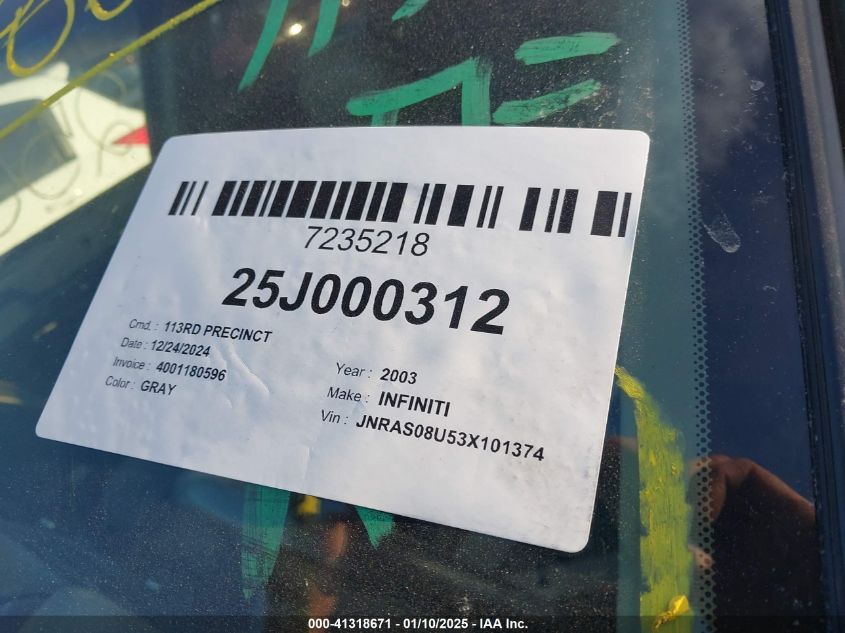 7235218
25J000312
Cmd. : 113RD PRECINCT
Date : 12/24/2024
Invoice : 4001180596
Color : GRAY
Year : 2003
Make : INFINITI
Vin : JNRAS08U53X101374
000-41318671 — 01/10/2025 — IAA Inc.